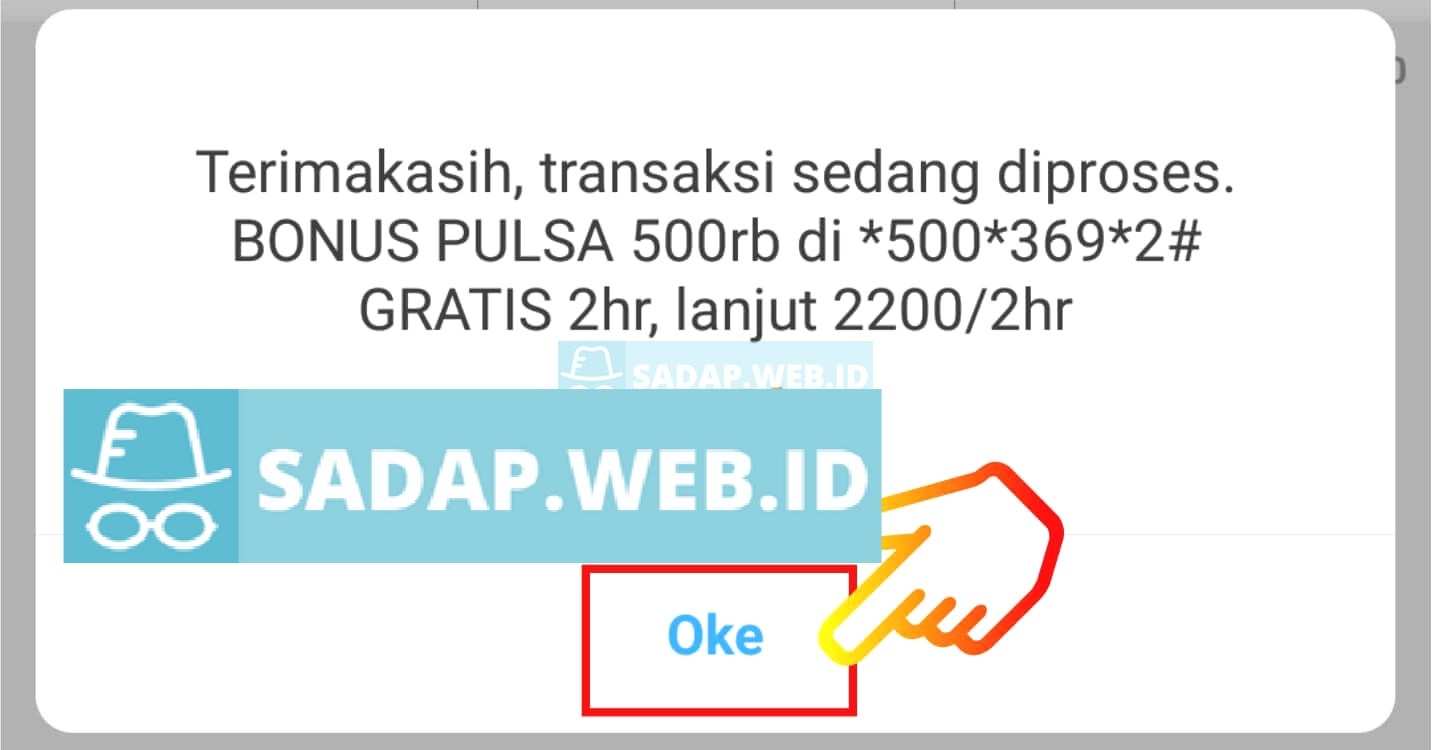 Terimakasih, transaksi sedang diproses.
BONUS PULSA 500rb di *500*369*2#
GRATIS 2hr, lanjut 2200/2hr
SADAP.WEB.ID
SADAP.WEB.ID
Oke